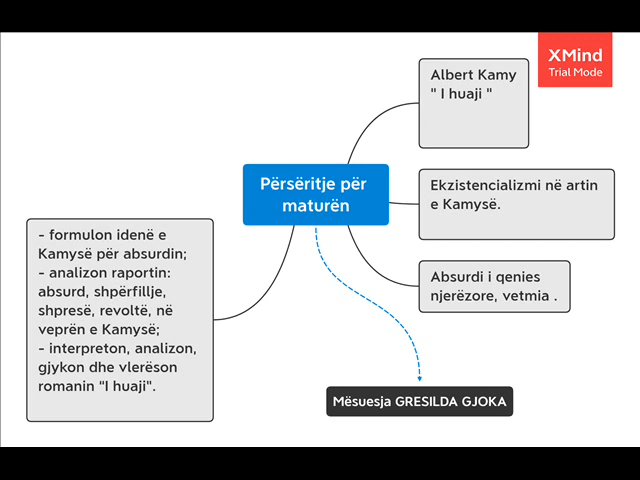 XMind
Trial Mode
Albert Kamy
" I huaji "
Përsëritje për
maturën
Ekzistencializmi në artin
e Kamysë.
- formulon idenë e
Kamysë për absurdin;
- analizon raportin:
absurd, shpërfillje,
shpresë, revoltë, në
veprën e Kamysë;
- interpreton, analizon,
gjykon dhe vlerëson
romanin “I huaji".
Absurdi i qenies
njerëzore, vetmia .
Mësuesja GRESILDA GJOKA